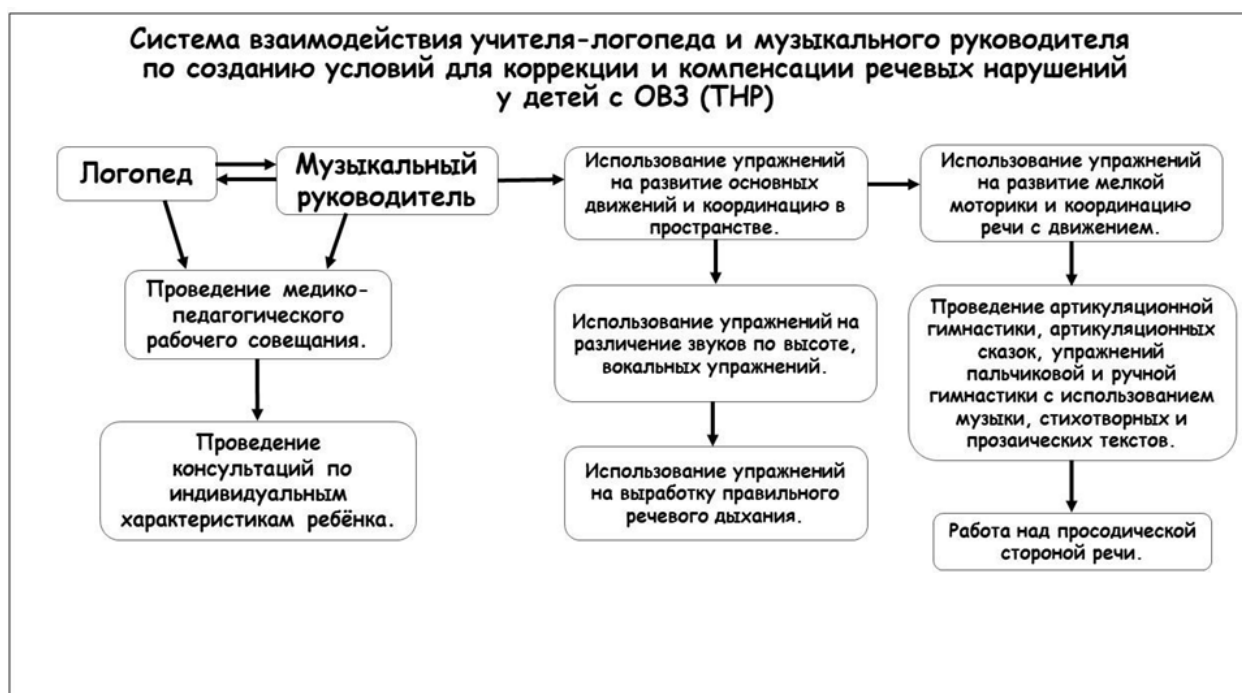 Система взаимодействия учителя-логопеда и музыкального руководителя
по созданию условий для коррекции и компенсации речевых нарушений
у детей с ОВЗ (ТНР)
Логопед
Музыкальный
руководитель
Использование упражнений
на развитие основных
движений и координацию в
пространстве.
Использование упражнений
на развитие мелкой
моторики и координацию
речи с движением.
Проведение медико-
педагогического
рабочего совещания.
Использование упражнений на
различение звуков по высоте,
вокальных упражнений.
Проведение артикуляционной
гимнастики, артикуляционных
сказок, упражнений
пальчиковой и ручной
гимнастики с использованием
музыки, стихотворных и
прозаических текстов.
Проведение
консультаций по
индивидуальным
характеристикам ребёнка.
Использование упражнений
на выработку правильного
речевого дыхания.
Работа над просодической
стороной речи.